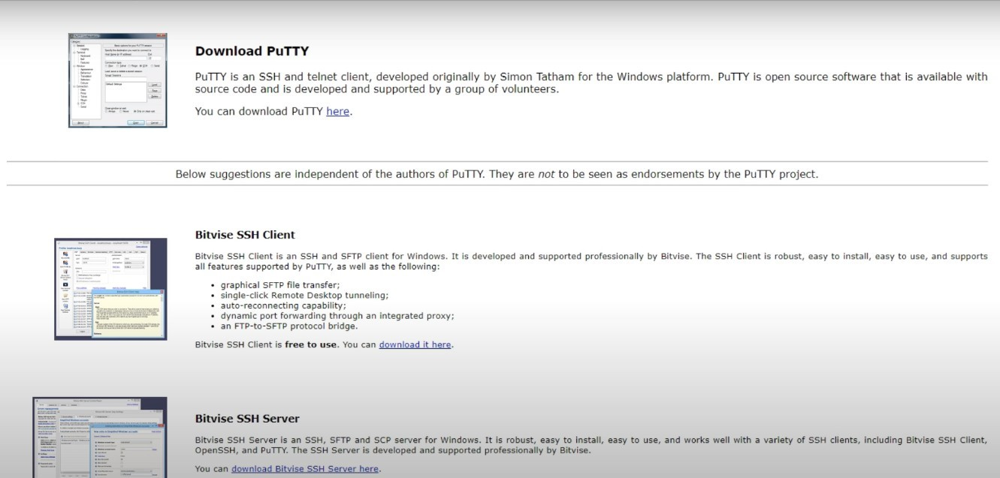 Download PuTTY
PuTTY is an SSH and telnet client, developed originally by Simon Tatham for the Windows platform. PuTTY is open source software that is available with
source code and is developed and supported by a group of volunteers.
You can download PuTTY here.
Below suggestions are independent of the authors of PuTTY. They are not to be seen as endorsements by the PuTTY project.
Bitvise SSH Client
Bitvise SSH Client is an SSH and SFTP client for Windows. It is developed and supported professionally by Bitvise. The SSH Client is robust, easy to install, easy to use, and supports
all features supported by PuTTY, as well as the following:
• graphical SFTP file transfer;
• single-click Remote Desktop tunneling;
• auto-reconnecting capability;
• dynamic port forwarding through an integrated proxy;
• an FTP-to-SFTP protocol bridge.
Bitvise SSH Client is free to use. You can download it here.
Bitvise SSH Server
Bitvise SSH Server is an SSH, SFTP and SCP server for Windows. It is robust, easy to install, easy to use, and works well with a variety of SSH clients, including Bitvise SSH Client,
OpenSSH, and PuTTY. The SSH Server is developed and supported professionally by Bitvise.
You can download Bitvise SSH Server here.